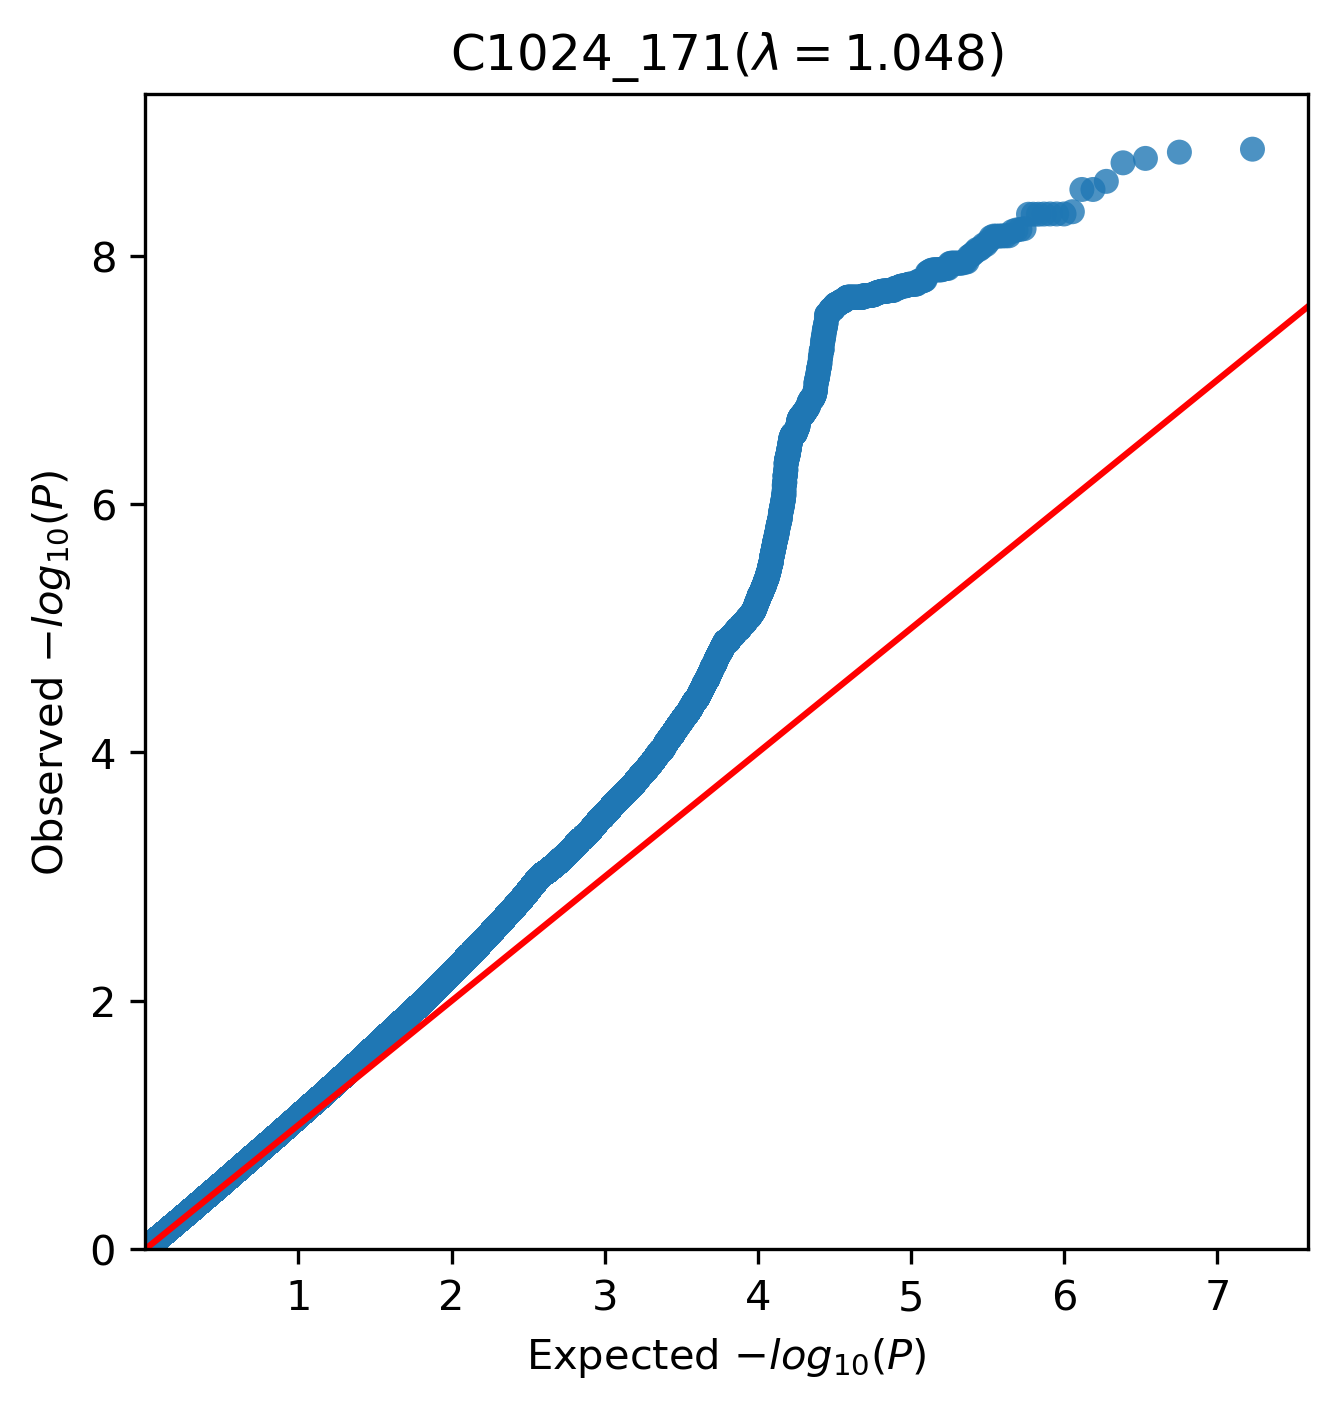 C1024_171(λ = 1.048)
Observed −log₁₀(P)
8
6
4
2
0
1 2 3 4 5 6 7
Expected −log₁₀(P)